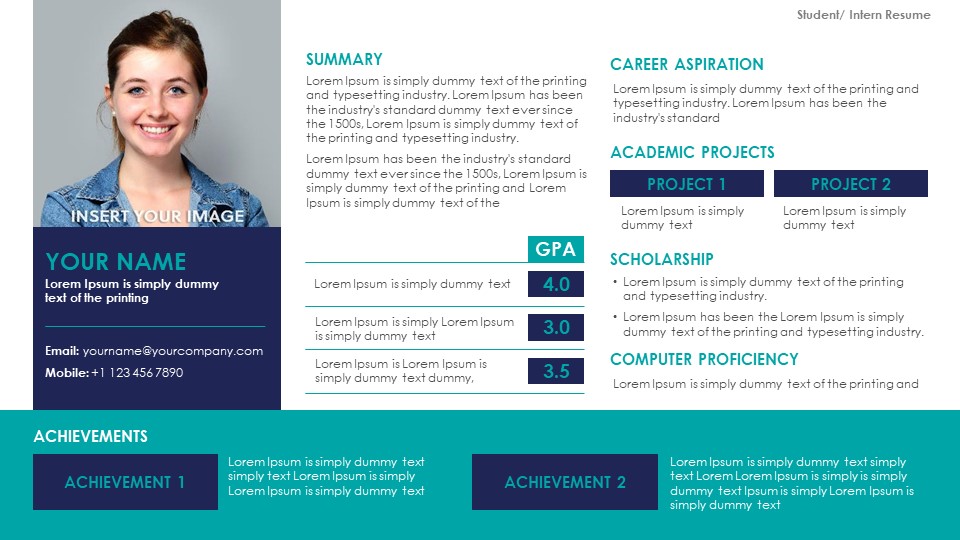 Student/ Intern Resume
INSERT YOUR IMAGE
YOUR NAME
Lorem Ipsum is simply dummy
text of the printing
Email: yourname@yourcompany.com
Mobile: +1 123 456 7890
SUMMARY
Lorem Ipsum is simply dummy text of the printing
and typesetting industry. Lorem Ipsum has been
the industry's standard dummy text ever since
the 1500s, Lorem Ipsum is simply dummy text of
the printing and typesetting industry.
Lorem Ipsum has been the industry's standard
dummy text ever since the 1500s, Lorem Ipsum is
simply dummy text of the printing and Lorem
Ipsum is simply dummy text of the
GPA
Lorem Ipsum is simply dummy text
4.0
Lorem Ipsum is simply Lorem Ipsum
is simply dummy text
3.0
Lorem Ipsum is Lorem Ipsum is
simply dummy text dummy,
3.5
CAREER ASPIRATION
Lorem Ipsum is simply dummy text of the printing and
typesetting industry. Lorem Ipsum has been the
industry's standard
ACADEMIC PROJECTS
PROJECT 1
Lorem Ipsum is simply
dummy text
PROJECT 2
Lorem Ipsum is simply
dummy text
SCHOLARSHIP
• Lorem Ipsum is simply dummy text of the printing
and typesetting industry.
• Lorem Ipsum has been the Lorem Ipsum is simply
dummy text of the printing and typesetting industry.
COMPUTER PROFICIENCY
Lorem Ipsum is simply dummy text of the printing and
ACHIEVEMENTS
ACHIEVEMENT 1
Lorem Ipsum is simply dummy text
simply text Lorem Ipsum is simply
Lorem Ipsum is simply dummy text
ACHIEVEMENT 2
Lorem Ipsum is simply dummy text simply
text Lorem Lorem Ipsum is simply Ipsum is
dummy text Ipsum is simply Lorem Ipsum is
simply dummy text